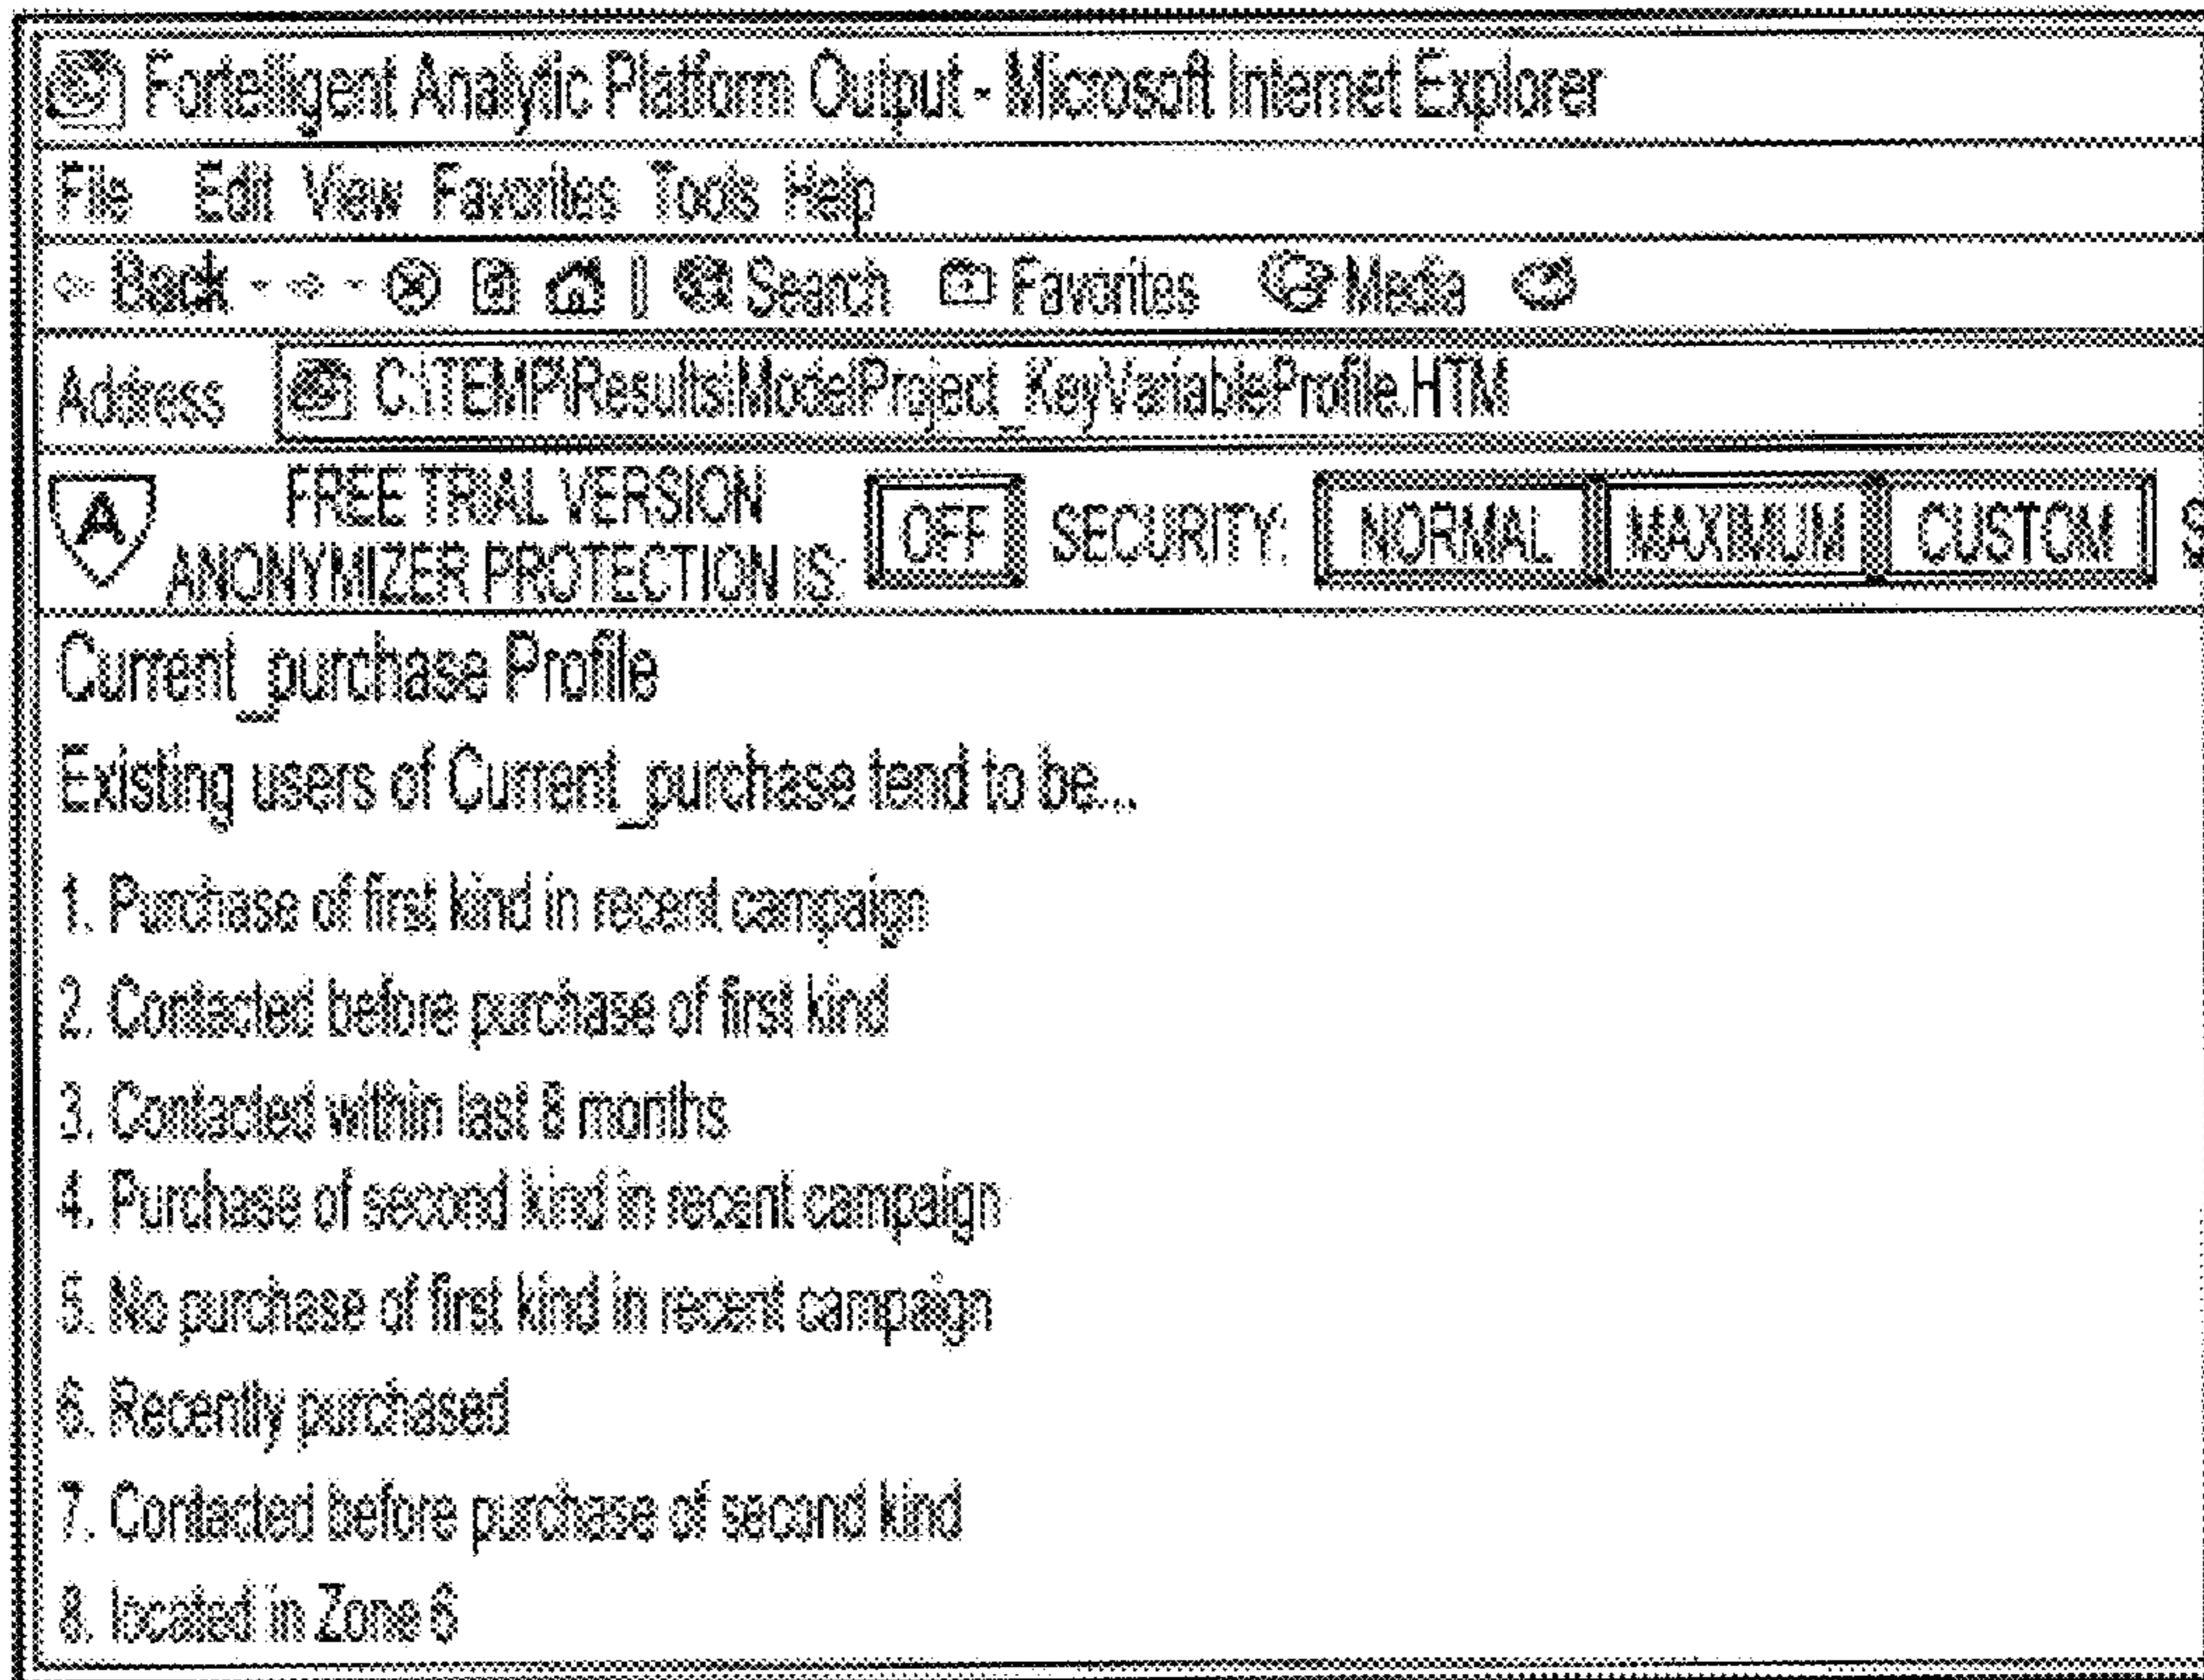 Fortelligent Analytic Platform Output - Microsoft Internet Explorer
File Edit View Favorites Tools Help
Back Search Favorites Media
Address C:\TEMP\Results\ModelProject_KeyVariableProfile.HTM
A FREE TRIAL VERSION
ANONYMIZER PROTECTION IS: OFF SECURITY: NORMAL MAXIMUM CUSTOM S
Current_purchase Profile
Existing users of Current_purchase tend to be...
1. Purchase of first kind in recent campaign
2. Contacted before purchase of first kind
3. Contacted within last 8 months
4. Purchase of second kind in recent campaign
5. No purchase of first kind in recent campaign
6. Recently purchased
7. Contacted before purchase of second kind
8. located in Zone 6